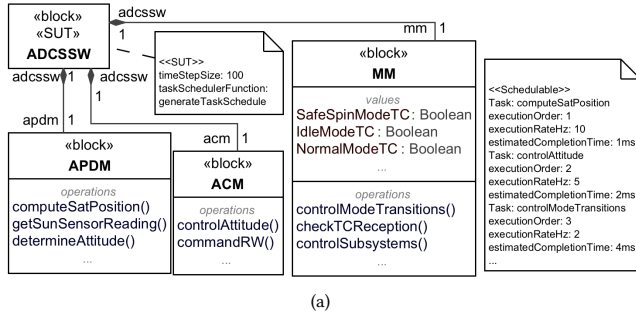 «block»
«SUT»
ADCSSW
adcssw
1
mm 1
<<SUT>>
timeStepSize: 100
taskSchedulerFunction:
generateTaskSchedule
adcssw 1
adcssw
1
apdm 1
acm 1
«block»
APDM
operations
computeSatPosition()
getSunSensorReading()
determineAttitude()
...
«block»
ACM
operations
controlAttitude()
commandRW()
...
«block»
MM
values
SafeSpinModeTC : Boolean
IdleModeTC : Boolean
NormalModeTC : Boolean
...
operations
controlModeTransitions()
checkTCReception()
controlSubsystems()
...
<<Schedulable>>
Task: computeSatPosition
executionOrder: 1
executionRateHz: 10
estimatedCompletionTime: 1ms
Task: controlAttitude
executionOrder: 2
executionRateHz: 5
estimatedCompletionTime: 2ms
Task: controlModeTransitions
executionOrder: 3
executionRateHz: 2
estimatedCompletionTime: 4ms
...
(a)